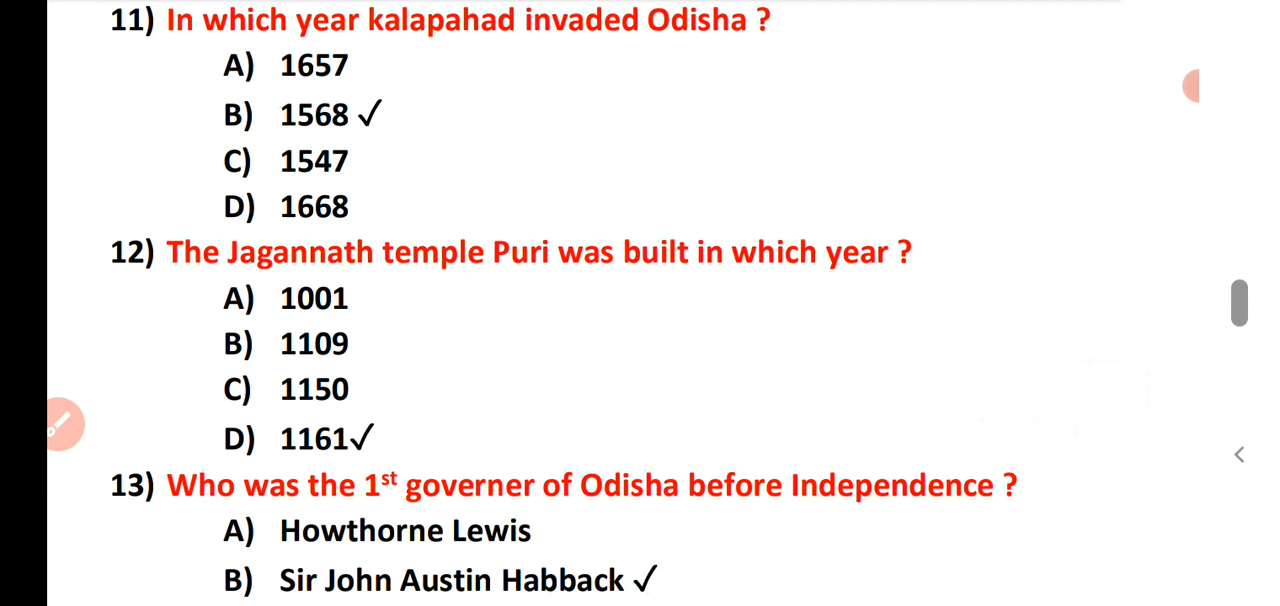 11) In which year kalapahad invaded Odisha ?
A) 1657
B) 1568 ✓
C) 1547
D) 1668
12) The Jagannath temple Puri was built in which year ?
A) 1001
B) 1109
C) 1150
D) 1161✓
13) Who was the 1st governer of Odisha before Independence ?
A) Howthorne Lewis
B) Sir John Austin Habback ✓